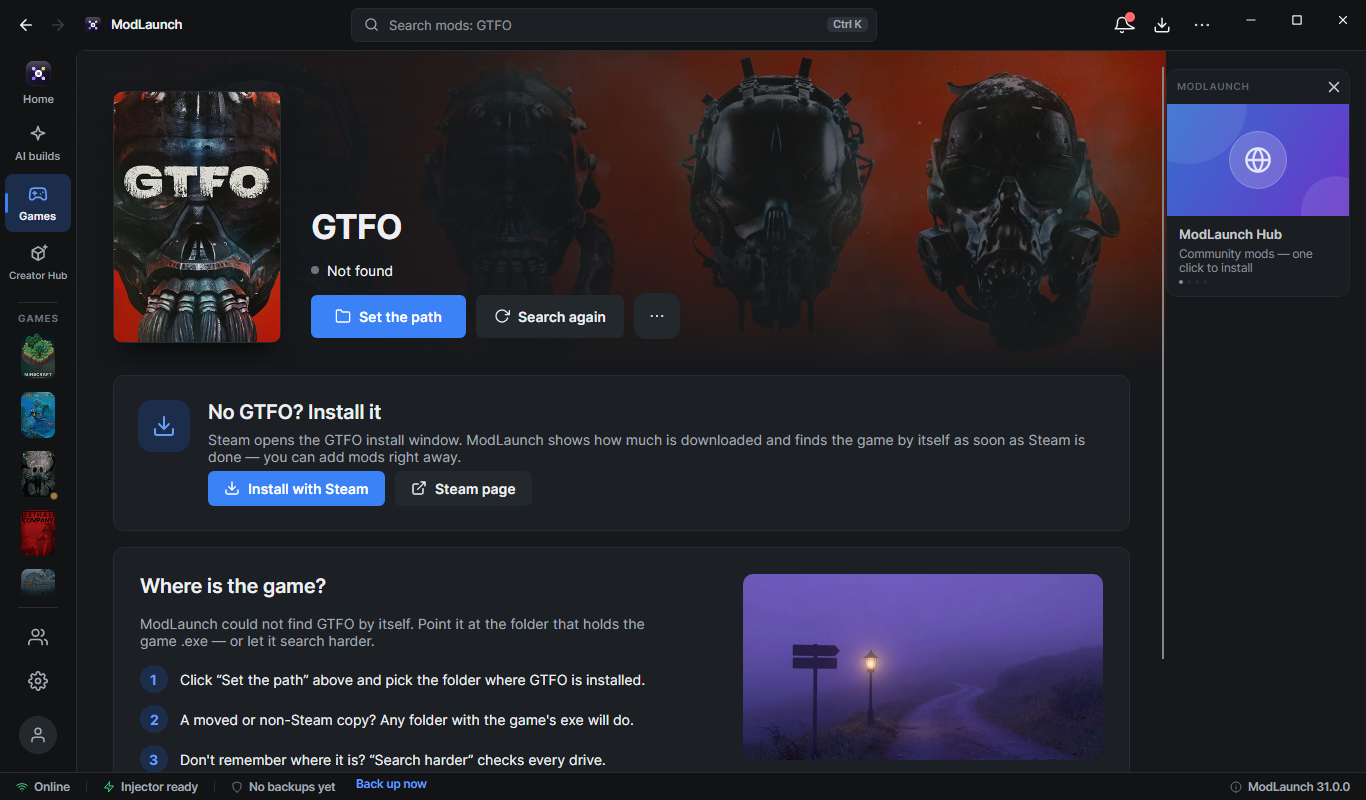 ModLaunch
Search mods: GTFO
Ctrl K
Home
AI builds
Games
Creator Hub
GAMES
MINECRAFT
LETHAL
COMPANY
GTFO
GTFO
Not found
Set the path
Search again
MODLAUNCH
ModLaunch Hub
Community mods — one
click to install
No GTFO? Install it
Steam opens the GTFO install window. ModLaunch shows how much is downloaded and finds the game by itself as soon as Steam is
done — you can add mods right away.
Install with Steam
Steam page
Where is the game?
ModLaunch could not find GTFO by itself. Point it at the folder that holds the
game .exe — or let it search harder.
1 Click “Set the path” above and pick the folder where GTFO is installed.
2 A moved or non-Steam copy? Any folder with the game's exe will do.
3 Don't remember where it is? “Search harder” checks every drive.
Online
Injector ready
No backups yet
Back up now
ModLaunch 31.0.0